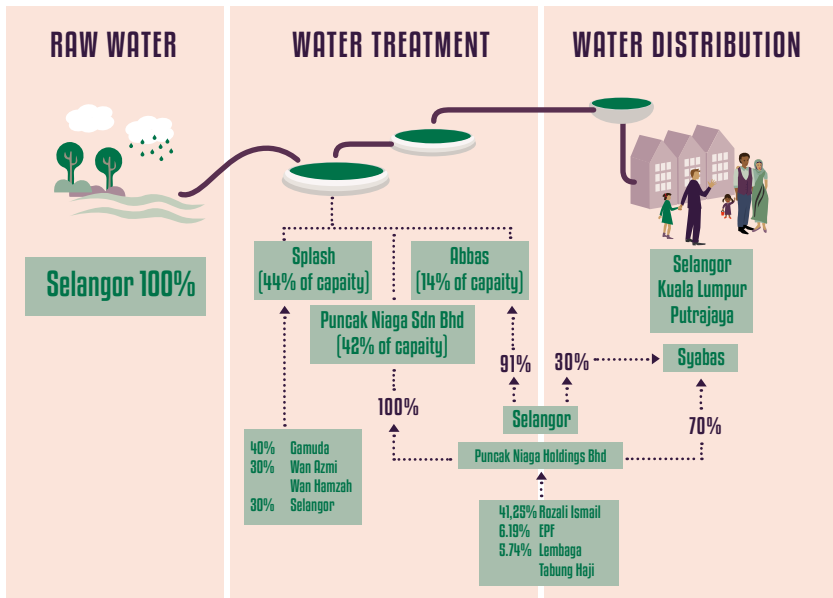 RAW WATER
WATER TREATMENT
WATER DISTRIBUTION
Selangor 100%
Splash
(44% of capaity)
Abbas
(14% of capaity)
Puncak Niaga Sdn Bhd
(42% of capaity)
Selangor
Kuala Lumpur
Putrajaya
Syabas
91%
30%
100%
70%
Selangor
Puncak Niaga Holdings Bhd
40% Gamuda
30% Wan Azmi
Wan Hamzah
30% Selangor
41,25% Rozali Ismail
6.19% EPF
5.74% Lembaga
Tabung Haji